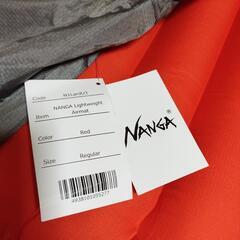 Code
Item
NANGA Lightweight
Airmat
Color
Red
Size
Regular
NANGA